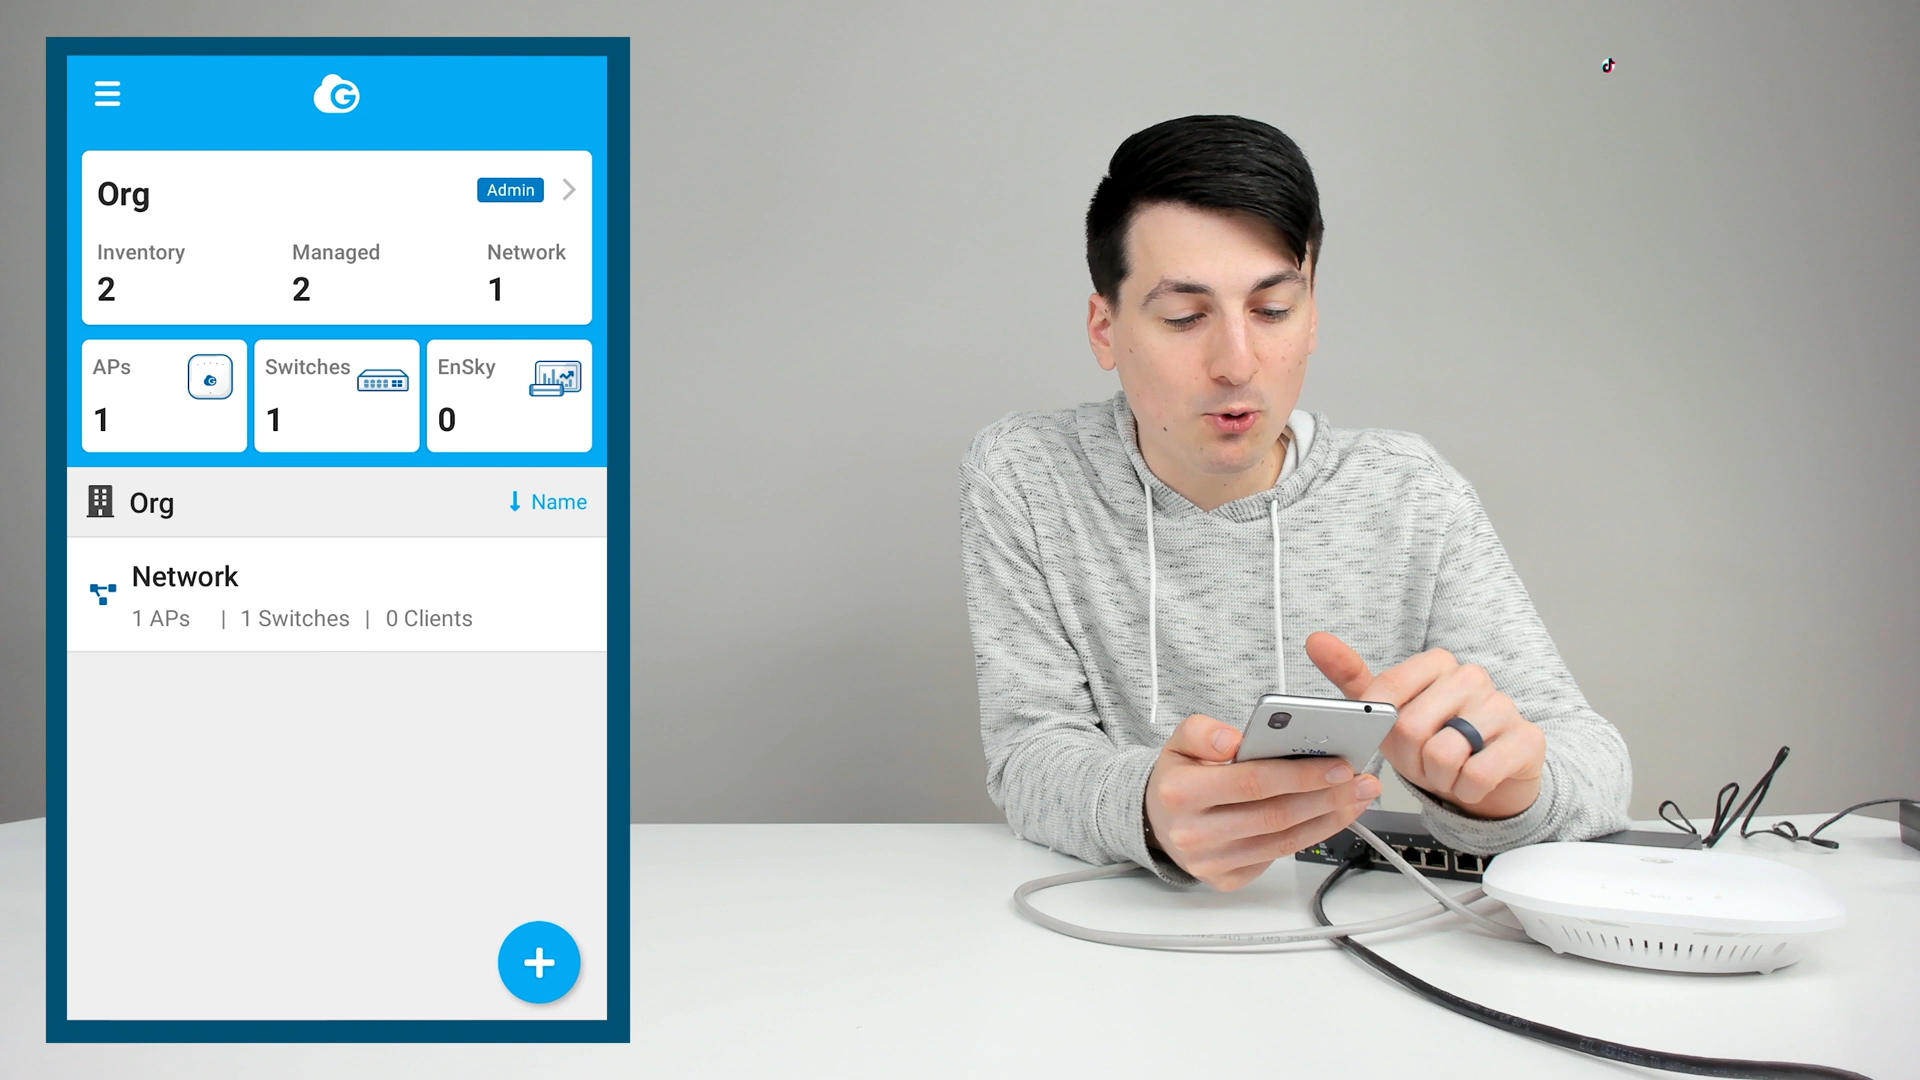 Org
Admin
Inventory
Managed
Network
2
2
1
APs
Switches
EnSky
1
1
0
Org
Name
Network
1 APs | 1 Switches | 0 Clients